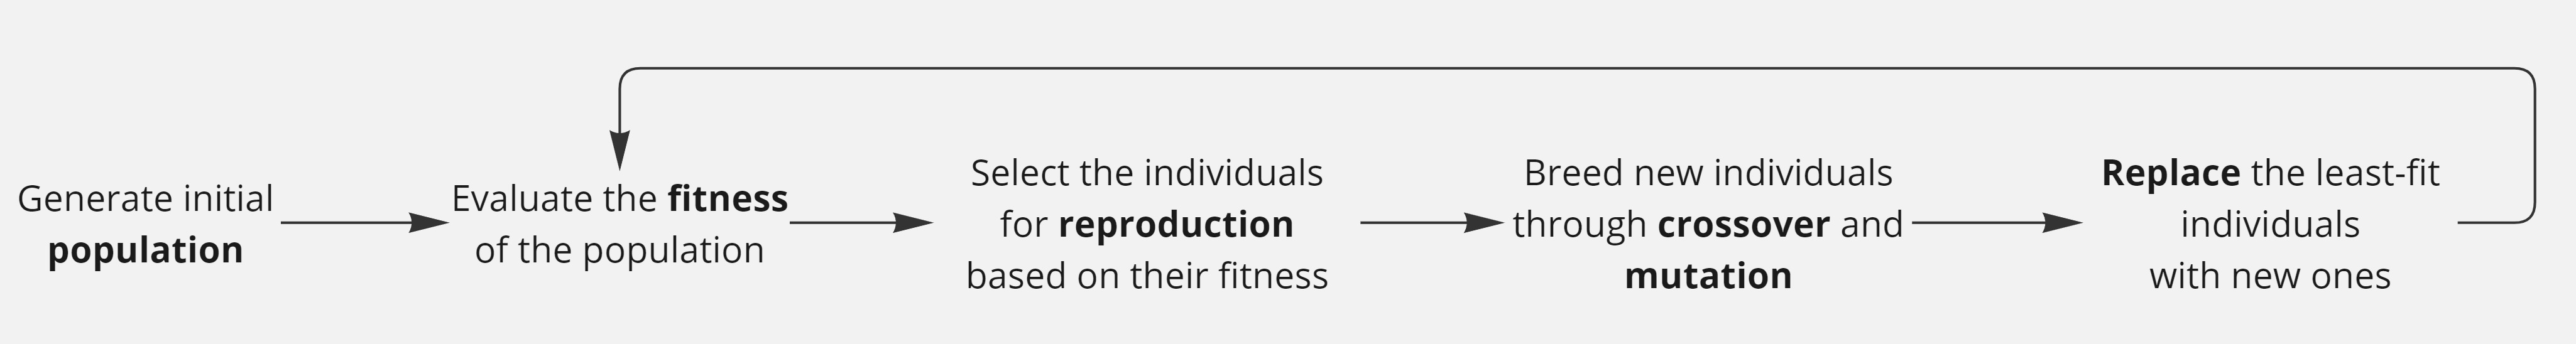 Generate initial
population
Evaluate the fitness
of the population
Select the individuals
for reproduction
based on their fitness
Breed new individuals
through crossover and
mutation
Replace the least-fit
individuals
with new ones